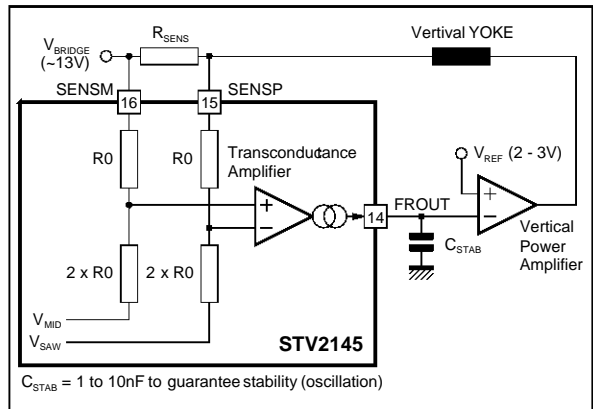 Vertival YOKE
R_SENS
V_BRIDGE
(~13V)
SENSM
16
15
SENSP
R0
R0
Transconductance
Amplifier
V_REF (2 - 3V)
+
−
14
FROUT
+
−
C_STAB
Vertical
Power
Amplifier
2 x R0
2 x R0
V_MID
V_SAW
STV2145
C_STAB = 1 to 10nF to guarantee stability (oscillation)